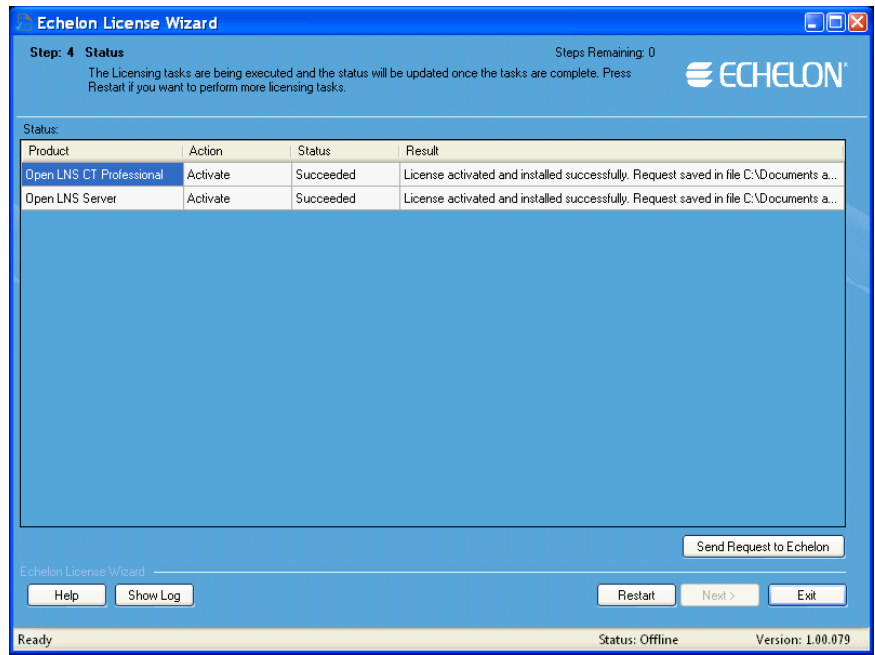 Echelon License Wizard
Step: 4 Status Steps Remaining: 0
The Licensing tasks are being executed and the status will be updated once the tasks are complete. Press
Restart if you want to perform more licensing tasks.
ECHELON®
Status:
Product Action Status Result
Open LNS CT Professional Activate Succeeded License activated and installed successfully. Request saved in file C:\Documents a...
Open LNS Server Activate Succeeded License activated and installed successfully. Request saved in file C:\Documents a...
Send Request to Echelon
Echelon License Wizard
Help Show Log Restart Next > Exit
Ready Status: Offline Version: 1.00.079